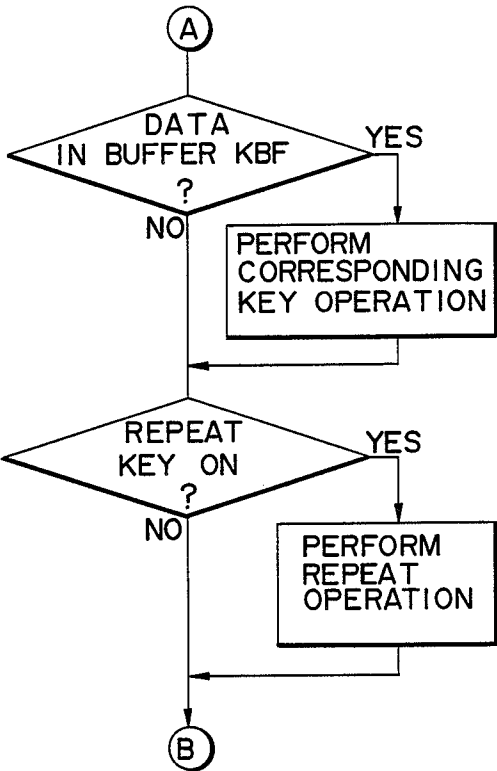 A
DATA
IN BUFFER KBF
?
YES
NO
PERFORM
CORRESPONDING
KEY OPERATION
REPEAT
KEY ON
?
YES
NO
PERFORM
REPEAT
OPERATION
B